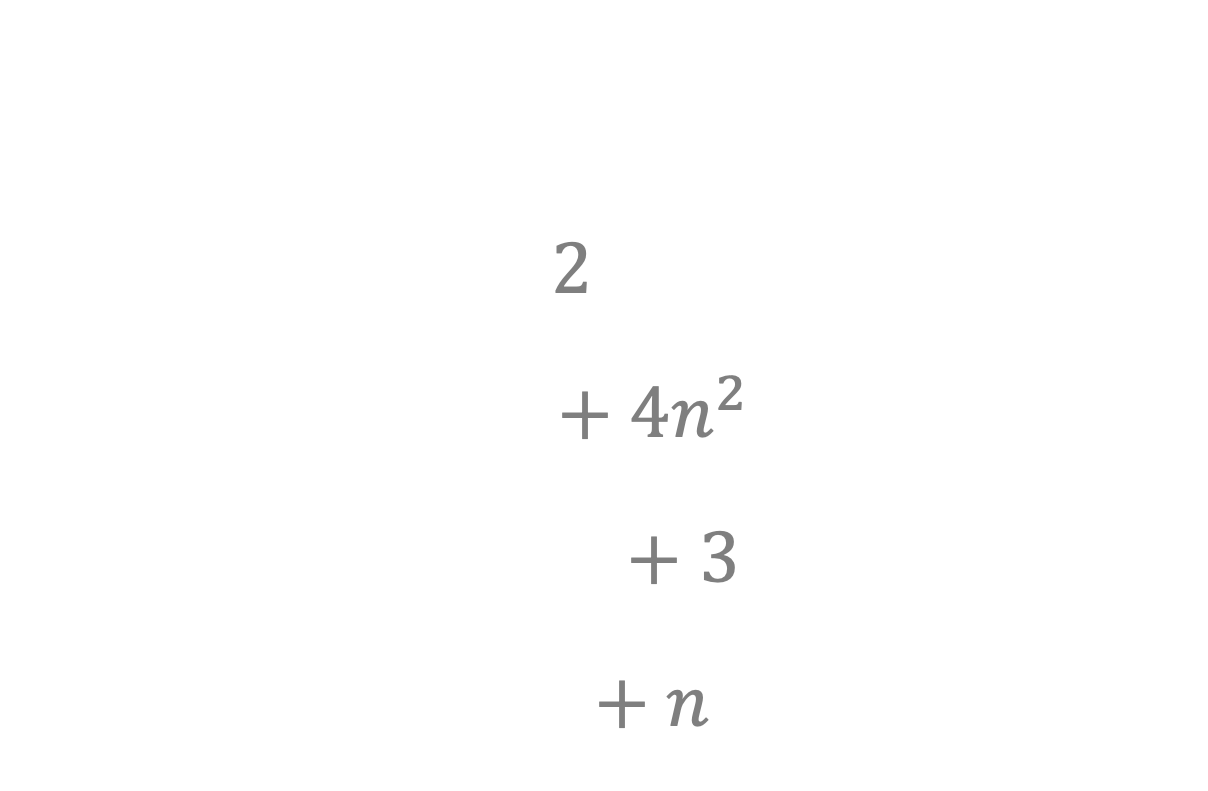 2
+ 4n²
+ 3
+ n